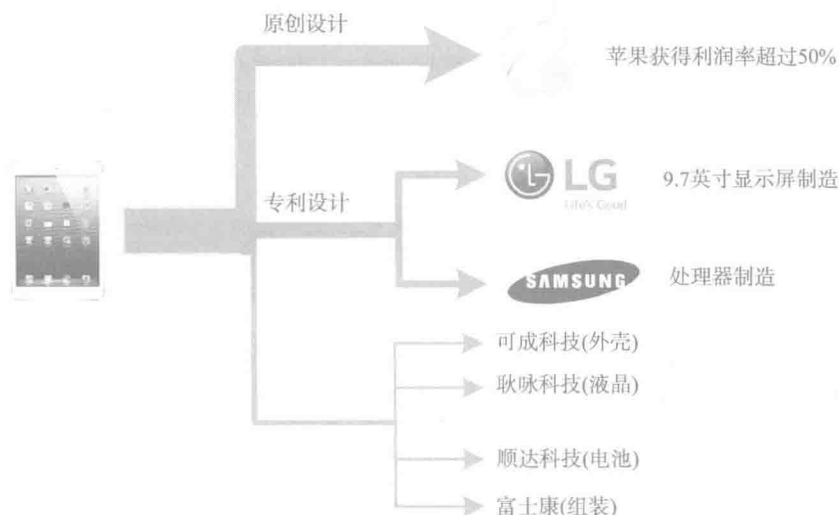 原创设计
苹果获得利润率超过50%
LG
Life's Good
9.7英寸显示屏制造
专利设计
SAMSUNG
处理器制造
可成科技(外壳)
耿咏科技(液晶)
顺达科技(电池)
富士康(组装)